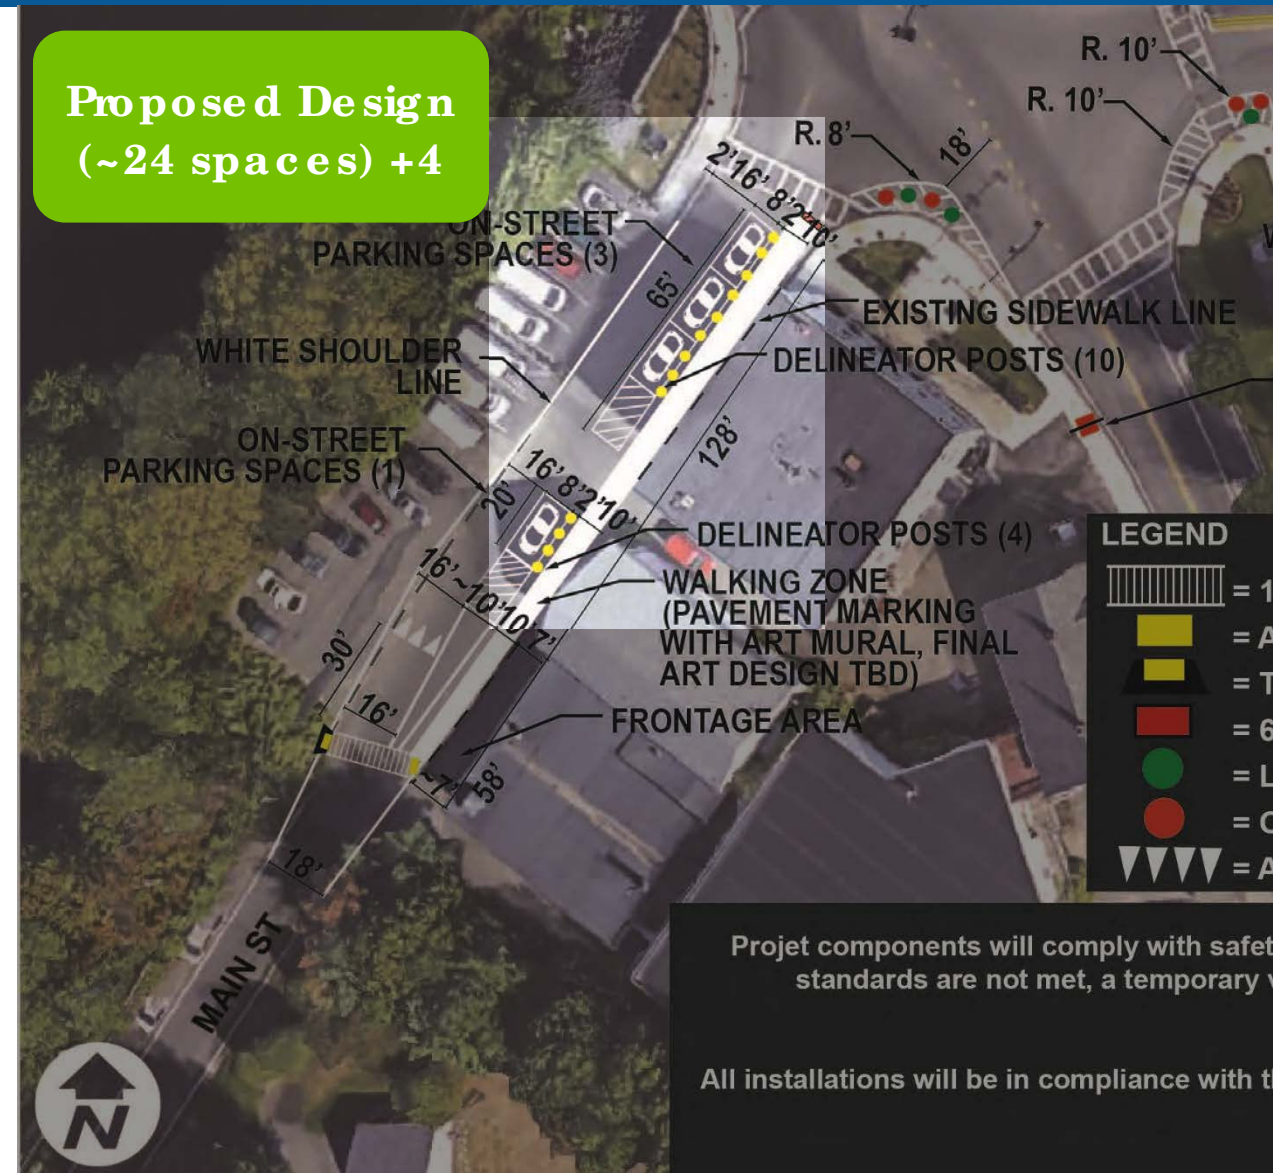 Proposed Design
(~24 spaces) +4
R. 10'
R. 10'
R. 8'
18'
2' 16' 8' 2' 10'
ON-STREET
PARKING SPACES (3)
65'
EXISTING SIDEWALK LINE
WHITE SHOULDER
LINE
DELINEATOR POSTS (10)
128'
ON-STREET
PARKING SPACES (1)
20'
16' 8' 2' 10'
DELINEATOR POSTS (4)
16' ~10' 10' 7'
WALKING ZONE
(PAVEMENT MARKING
WITH ART MURAL, FINAL
ART DESIGN TBD)
30'
16'
FRONTAGE AREA
~7'
58'
18'
MAIN ST
N
LEGEND
= 1
= A
= T
= 6
= L
= C
= A
Projet components will comply with safet
standards are not met, a temporary v
All installations will be in compliance with th